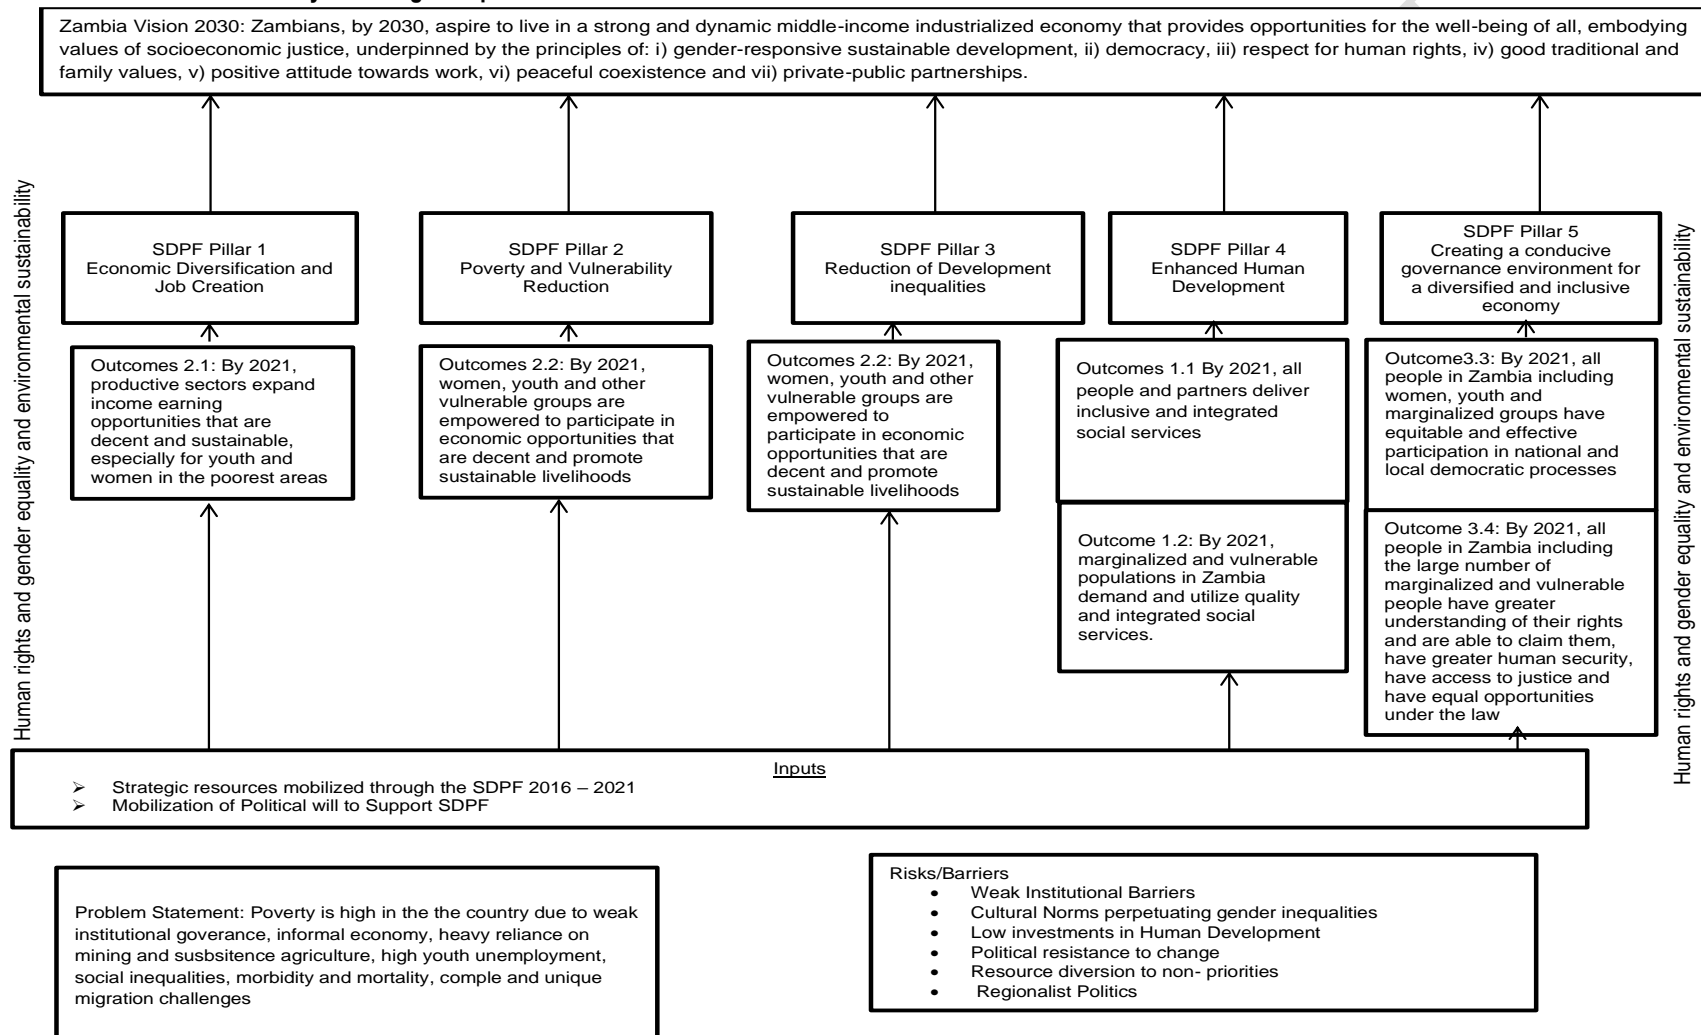 Zambia Vision 2030: Zambians, by 2030, aspire to live in a strong and dynamic middle-income industrialized economy that provides opportunities for the well-being of all, embodying
values of socioeconomic justice, underpinned by the principles of: i) gender-responsive sustainable development, ii) democracy, iii) respect for human rights, iv) good traditional and
family values, v) positive attitude towards work, vi) peaceful coexistence and vii) private-public partnerships.
Human rights and gender equality and environmental sustainability
SDPF Pillar 1
Economic Diversification and
Job Creation
SDPF Pillar 2
Poverty and Vulnerability
Reduction
SDPF Pillar 3
Reduction of Development
inequalities
SDPF Pillar 4
Enhanced Human
Development
SDPF Pillar 5
Creating a conducive
governance environment for
a diversified and inclusive
economy
Human rights and gender equality and environmental sustainability
Outcomes 2.1: By 2021,
productive sectors expand
income earning
opportunities that are
decent and sustainable,
especially for youth and
women in the poorest areas
Outcomes 2.2: By 2021,
women, youth and other
vulnerable groups are
empowered to participate in
economic opportunities that
are decent and promote
sustainable livelihoods
Outcomes 2.2: By 2021,
women, youth and other
vulnerable groups are
empowered to
participate in economic
opportunities that are
decent and promote
sustainable livelihoods
Outcomes 1.1 By 2021, all
people and partners deliver
inclusive and integrated
social services
Outcome 1.2: By 2021,
marginalized and vulnerable
populations in Zambia
demand and utilize quality
and integrated social
services.
Outcome3.3: By 2021, all
people in Zambia including
women, youth and
marginalized groups have
equitable and effective
participation in national and
local democratic processes
Outcome 3.4: By 2021, all
people in Zambia including
the large number of
marginalized and vulnerable
people have greater
understanding of their rights
and are able to claim them,
have greater human security,
have access to justice and
have equal opportunities
under the law
Inputs
➢ Strategic resources mobilized through the SDPF 2016 – 2021
➢ Mobilization of Political will to Support SDPF
Problem Statement: Poverty is high in the the country due to weak
institutional goverance, informal economy, heavy reliance on
mining and susbsitence agriculture, high youth unemployment,
social inequalities, morbidity and mortality, comple and unique
migration challenges
Risks/Barriers
• Weak Institutional Barriers
• Cultural Norms perpetuating gender inequalities
• Low investments in Human Development
• Political resistance to change
• Resource diversion to non- priorities
• Regionalist Politics